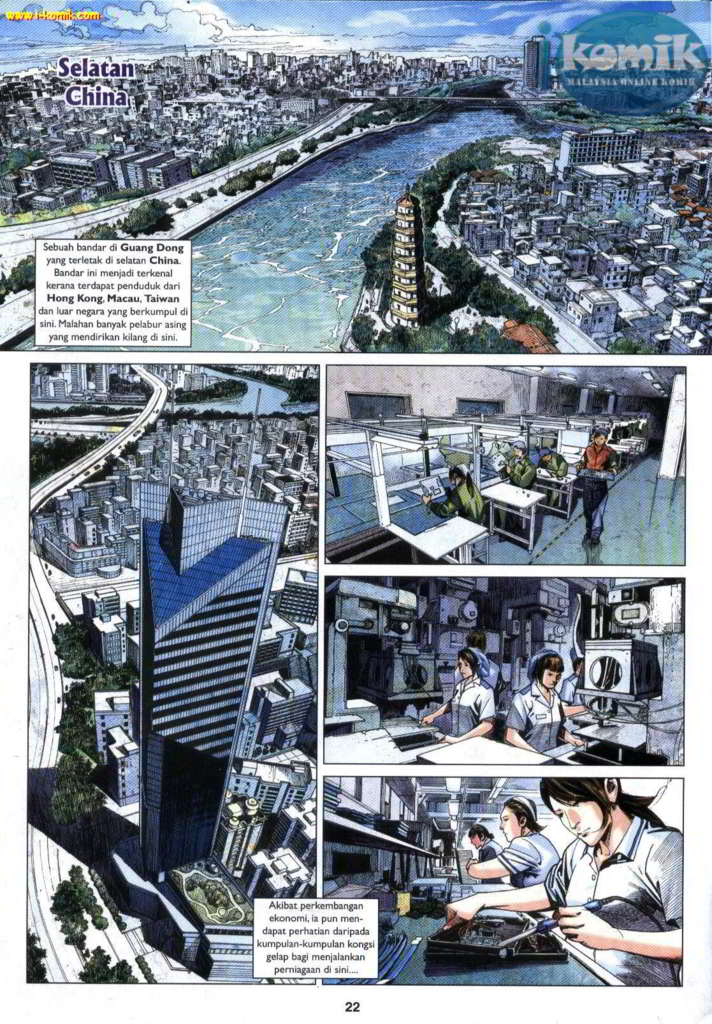 www.i-komik.com
ikomik
MALAYSIA ONLINE KOMIK
Selatan
China
Sebuah bandar di Guang Dong
yang terletak di selatan China.
Bandar ini menjadi terkenal
kerana terdapat penduduk dari
Hong Kong, Macau, Taiwan
dan luar negara yang berkumpul di
sini. Malahan banyak pelabur asing
yang mendirikan kilang di sini.
Akibat perkembangan
ekonomi, ia pun men-
dapat perhatian daripada
kumpulan-kumpulan kongsi
gelap bagi menjalankan
perniagaan di sini....
22